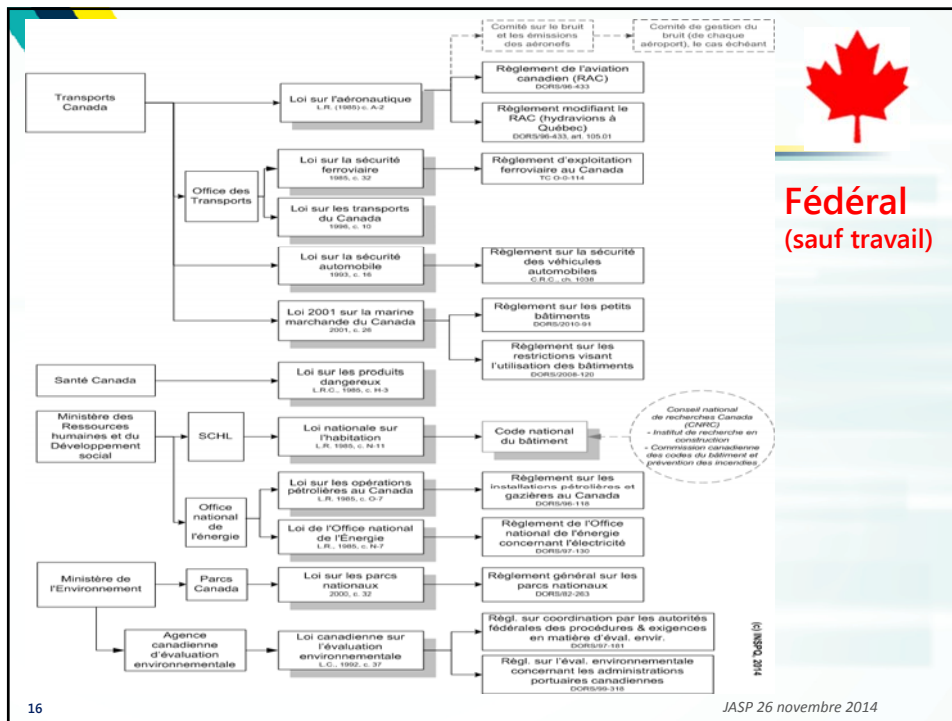 Comité sur le bruit
et les émissions
des aéronefs
Comité de gestion du
bruit (de chaque
aéroport), le cas échéant
Transports
Canada
Loi sur l'aéronautique
L.R. (1985) c. A-2
Règlement de l'aviation
canadien (RAC)
DORS/96-433
Règlement modifiant le
RAC (hydravions à
Québec)
DORS/96-433, art. 105.01
Office des
Transports
Loi sur la sécurité
ferroviaire
1985, c. 32
Règlement d'exploitation
ferroviaire au Canada
TC O-0-114
Loi sur les transports
du Canada
1996, c. 10
Loi sur la sécurité
automobile
1993, c. 16
Règlement sur la sécurité
des véhicules
automobiles
C.R.C., ch. 1038
Loi 2001 sur la marine
marchande du Canada
2001, c. 26
Règlement sur les petits
bâtiments
DORS/2010-91
Règlement sur les
restrictions visant
l'utilisation des bâtiments
DORS/2008-120
Santé Canada
Loi sur les produits
dangereux
L.R.C., 1985, c. H-3
Ministère des
Ressources
humaines et du
Développement
social
SCHL
Loi nationale sur
l'habitation
L.R. 1985, c. N-11
Code national
du bâtiment
Conseil national
de recherches Canada
(CNRC)
- Institut de recherche en
construction
- Commission canadienne
des codes du bâtiment et
prévention des incendies
Office
national
de
l'énergie
Loi sur les opérations
pétrolières au Canada
L.R. 1985, c. O-7
Règlement sur les
installations pétrolières et
gazières au Canada
DORS/96-118
Loi de l'Office national
de l'Énergie
L.R., 1985, c. N-7
Règlement de l'Office
national de l'énergie
concernant l'électricité
DORS/97-130
Ministère de
l'Environnement
Parcs
Canada
Loi sur les parcs
nationaux
2000, c. 32
Règlement général sur les
parcs nationaux
DORS/82-263
Agence
canadienne
d'évaluation
environnementale
Loi canadienne sur
l'évaluation
environnementale
L.C., 1992, c. 37
Règl. sur coordination par les autorités
fédérales des procédures & exigences
en matière d'éval. envir.
DORS/97-181
Règl. sur l'éval. environnementale
concernant les administrations
portuaires canadiennes
DORS/99-318
(c) INSPQ, 2014
Fédéral
(sauf travail)
16
JASP 26 novembre 2014